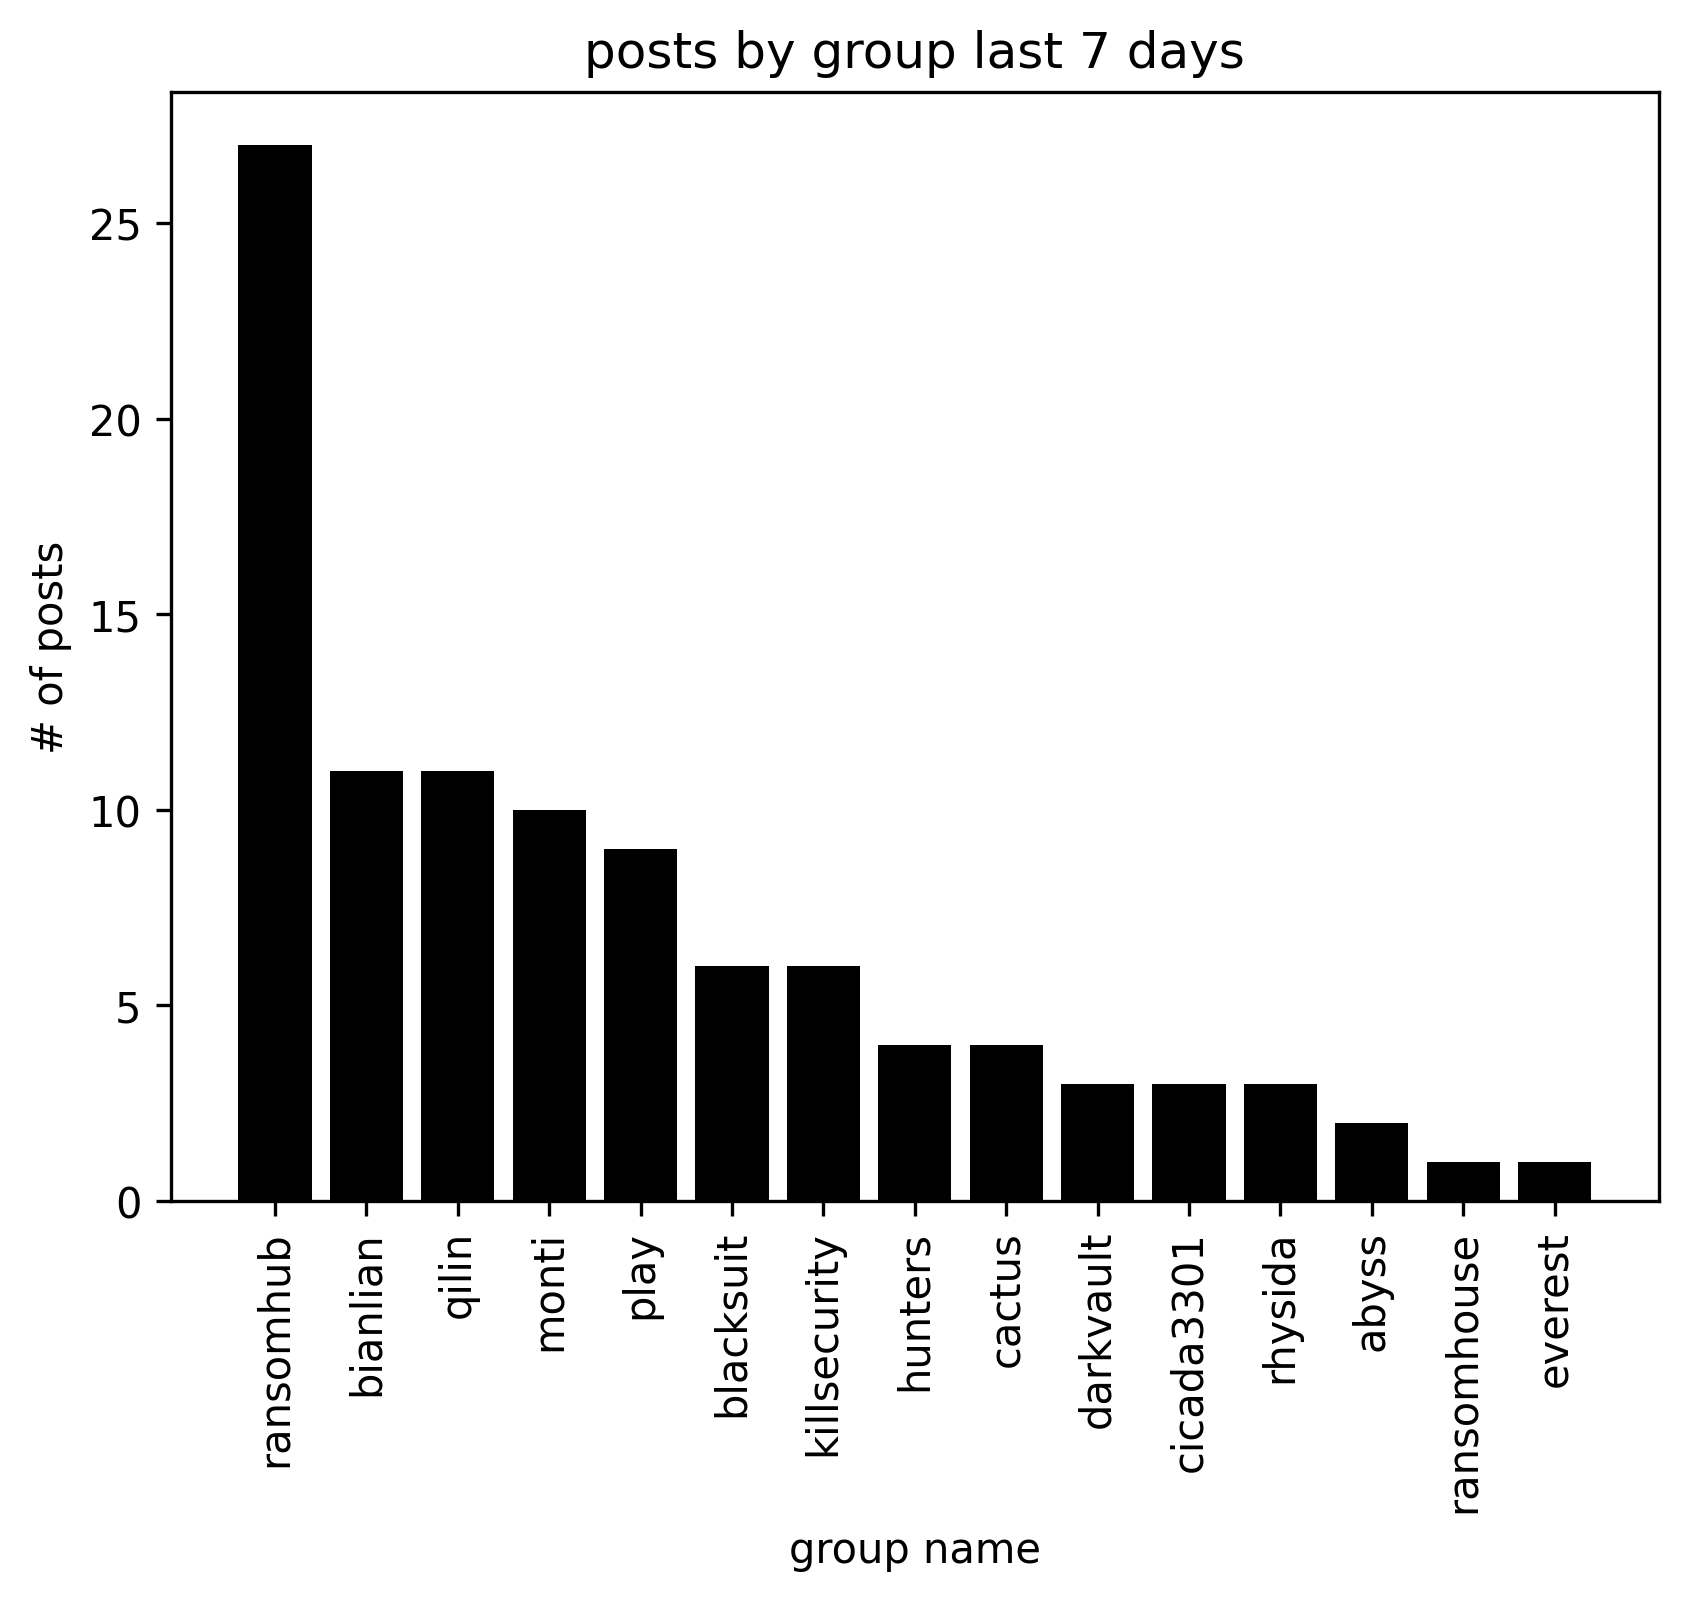 posts by group last 7 days
# of posts
25
20
15
10
5
0
ransomhub
bianlian
qilin
monti
play
blacksuit
killsecurity
hunters
cactus
darkvault
cicada3301
rhysida
abyss
ransomhouse
everest
group name